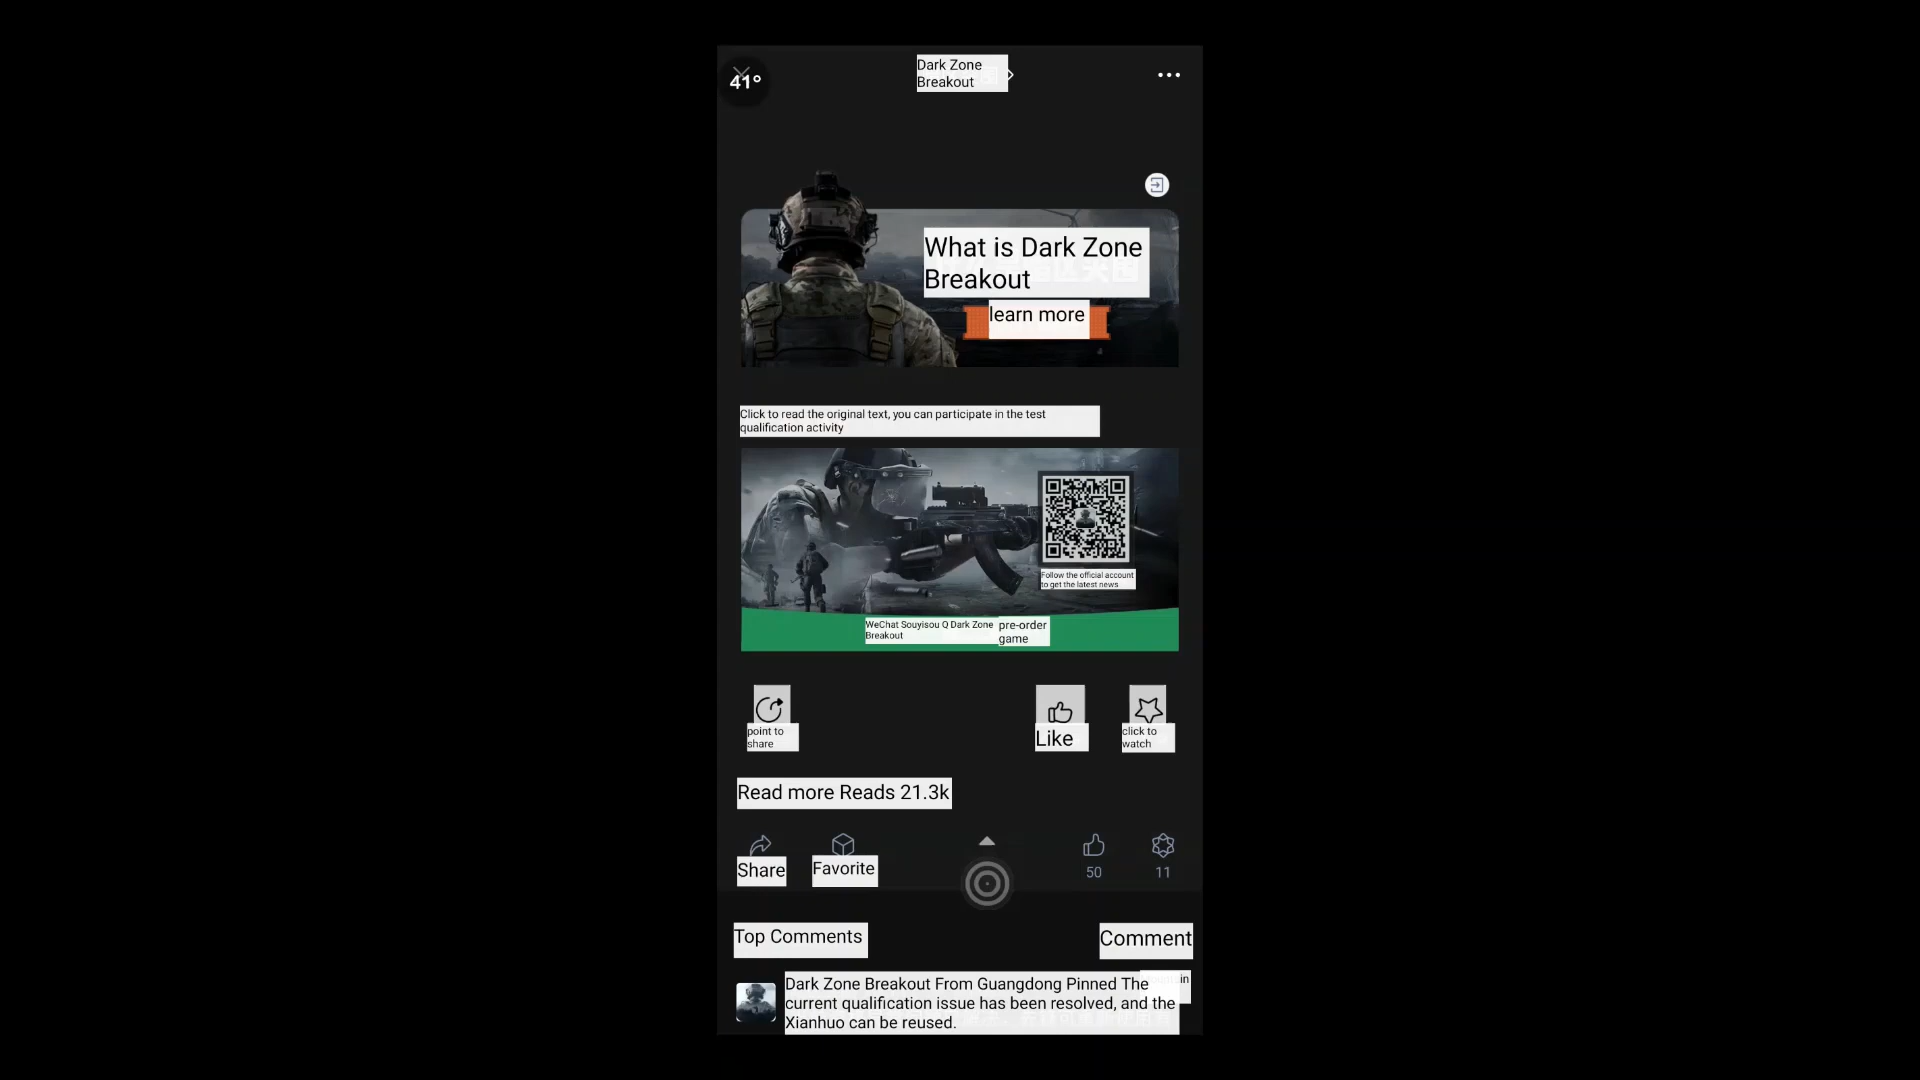 41°
Dark Zone
Breakout
What is Dark Zone
Breakout
learn more
Click to read the original text, you can participate in the test
qualification activity
Follow the official account
to get the latest news
WeChat Souyisou Q Dark Zone
Breakout
pre-order
game
point to
share
Like
click to
watch
Read more Reads 21.3k
Share
Favorite
50
11
Top Comments
Comment
Dark Zone Breakout From Guangdong Pinned The
current qualification issue has been resolved, and the
Xianhuo can be reused.